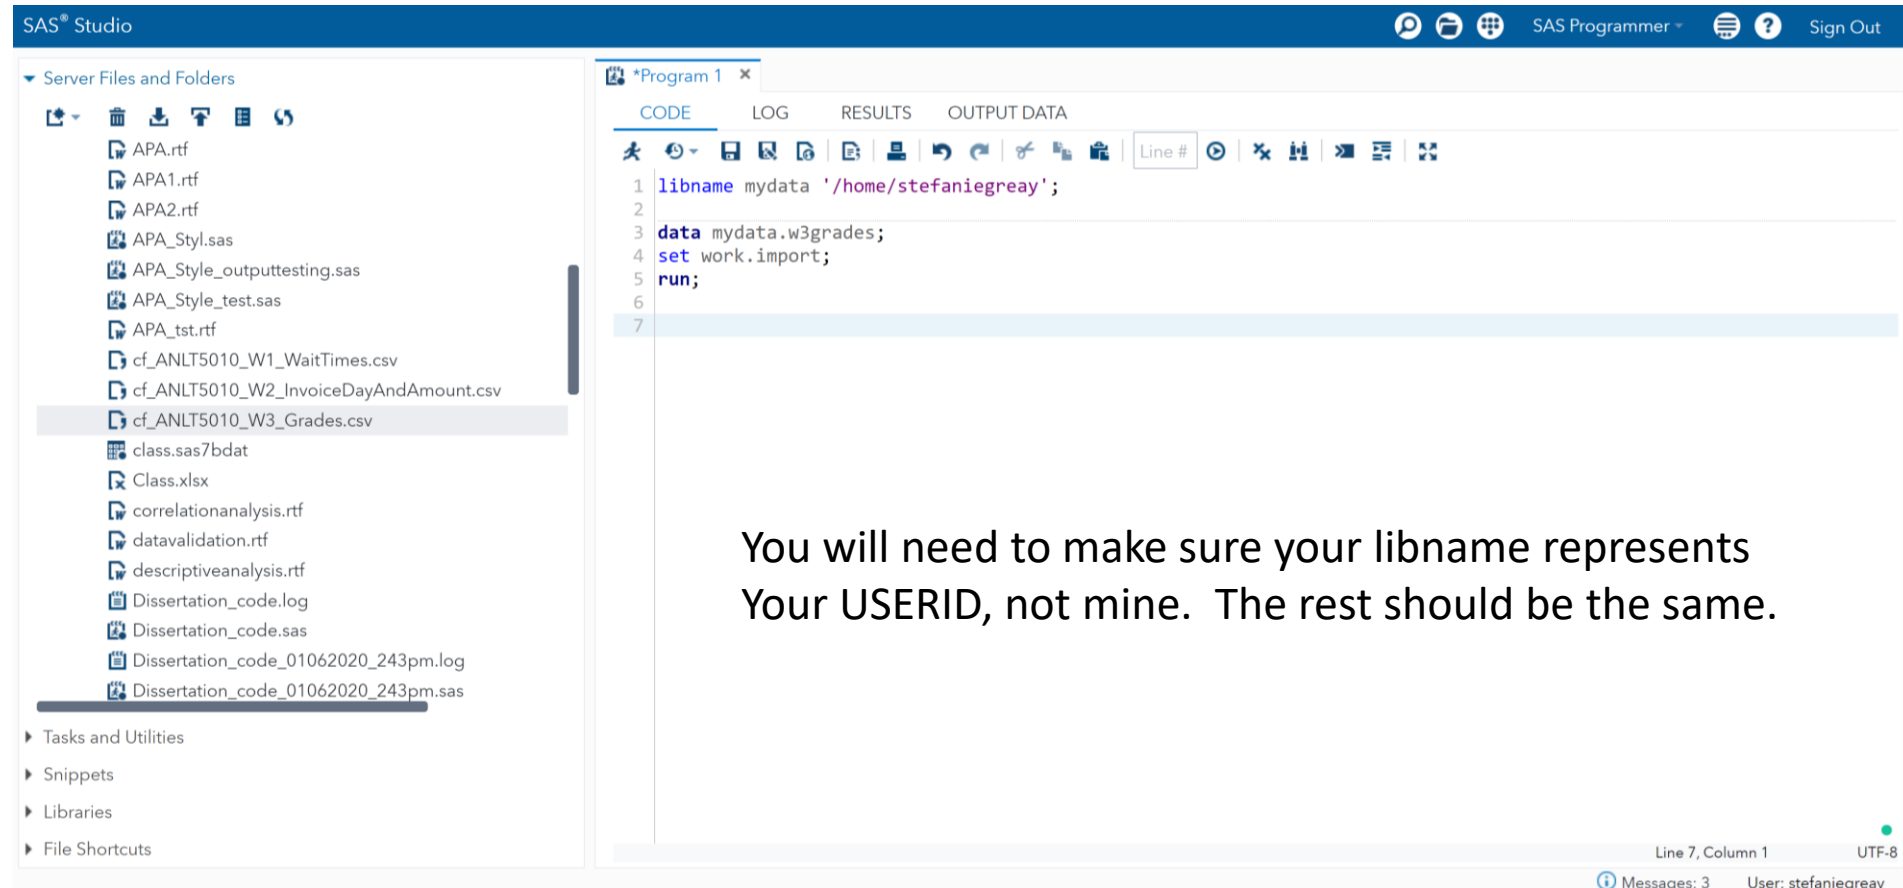 SAS® Studio
SAS Programmer
Sign Out
Server Files and Folders
APA.rtf
APA1.rtf
APA2.rtf
APA_Styl.sas
APA_Style_outputtesting.sas
APA_Style_test.sas
APA_tst.rtf
cf_ANLT5010_W1_WaitTimes.csv
cf_ANLT5010_W2_InvoiceDayAndAmount.csv
cf_ANLT5010_W3_Grades.csv
class.sas7bdat
Class.xlsx
correlationanalysis.rtf
datavalidation.rtf
descriptiveanalysis.rtf
Dissertation_code.log
Dissertation_code.sas
Dissertation_code_01062020_243pm.log
Dissertation_code_01062020_243pm.sas
Tasks and Utilities
Snippets
Libraries
File Shortcuts
*Program 1
CODE LOG RESULTS OUTPUT DATA
Line #
1 libname mydata '/home/stefaniegreay';
2
3 data mydata.w3grades;
4 set work.import;
5 run;
6
7
You will need to make sure your libname represents
Your USERID, not mine. The rest should be the same.
Line 7, Column 1 UTF-8
Messages: 3 User: stefaniegreay